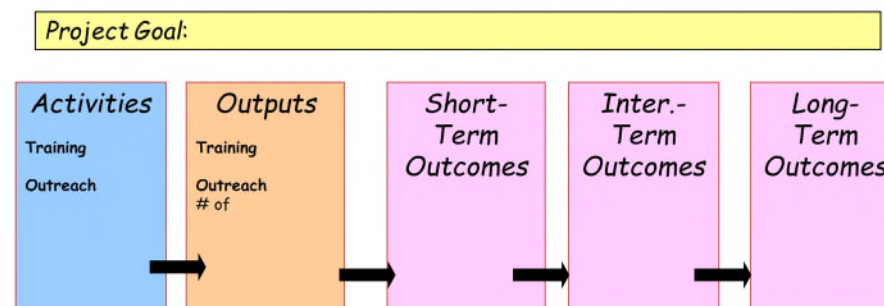 Project Goal:
Activities
Training
Outreach
Outputs
Training
Outreach
# of
Short-
Term
Outcomes
Inter.-
Term
Outcomes
Long-
Term
Outcomes